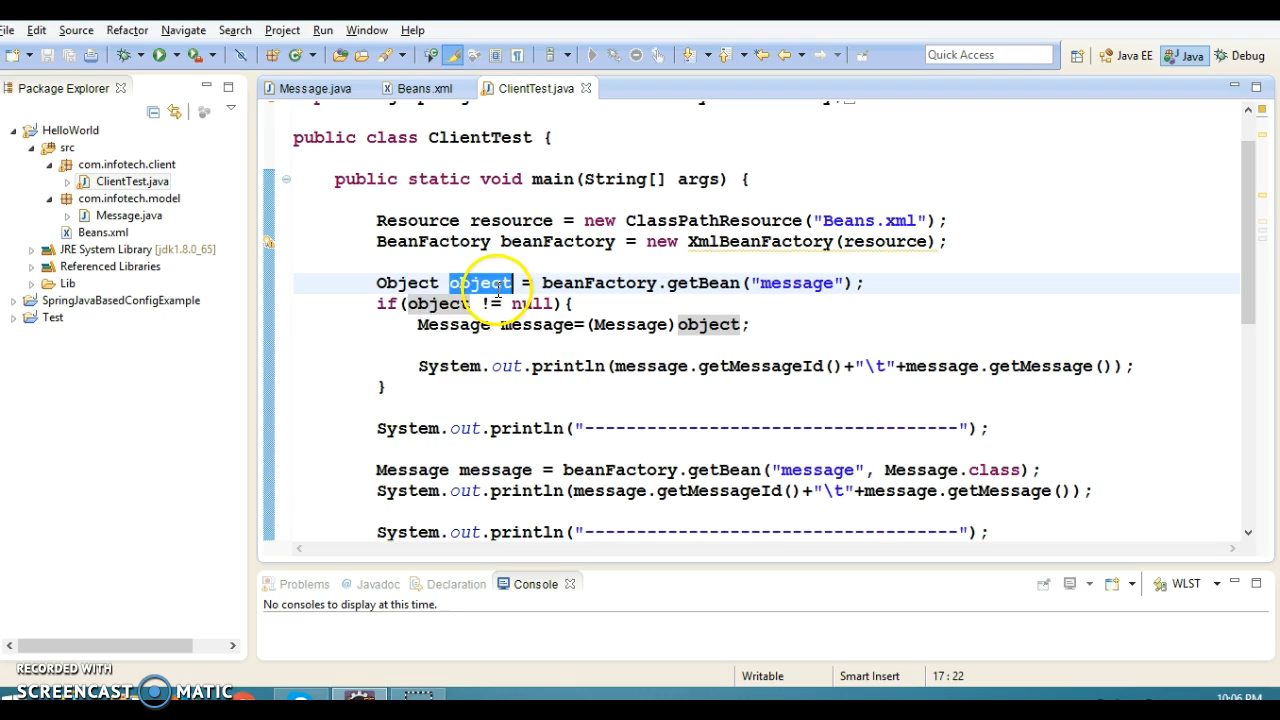 File Edit Source Refactor Navigate Search Project Run Window Help
Quick Access
Java EE
Java
Debug
Package Explorer
Message.java
Beans.xml
ClientTest.java
HelloWorld
src
com.infotech.client
ClientTest.java
com.infotech.model
Message.java
Beans.xml
JRE System Library [jdk1.8.0_65]
Referenced Libraries
Lib
SpringJavaBasedConfigExample
Test
public class ClientTest {
public static void main(String[] args) {
Resource resource = new ClassPathResource("Beans.xml");
BeanFactory beanFactory = new XmlBeanFactory(resource);
Object object = beanFactory.getBean("message");
if(object != null){
Message message=(Message)object;
System.out.println(message.getMessageId()+"\t"+message.getMessage());
}
System.out.println("------------------------------------");
Message message = beanFactory.getBean("message", Message.class);
System.out.println(message.getMessageId()+"\t"+message.getMessage());
System.out.println("------------------------------------");
Problems @ Javadoc Declaration Console
WLST
No consoles to display at this time.
Writable
Smart Insert
17 : 22
RECORDED WITH
SCREENCAST MATIC
10:06 PM